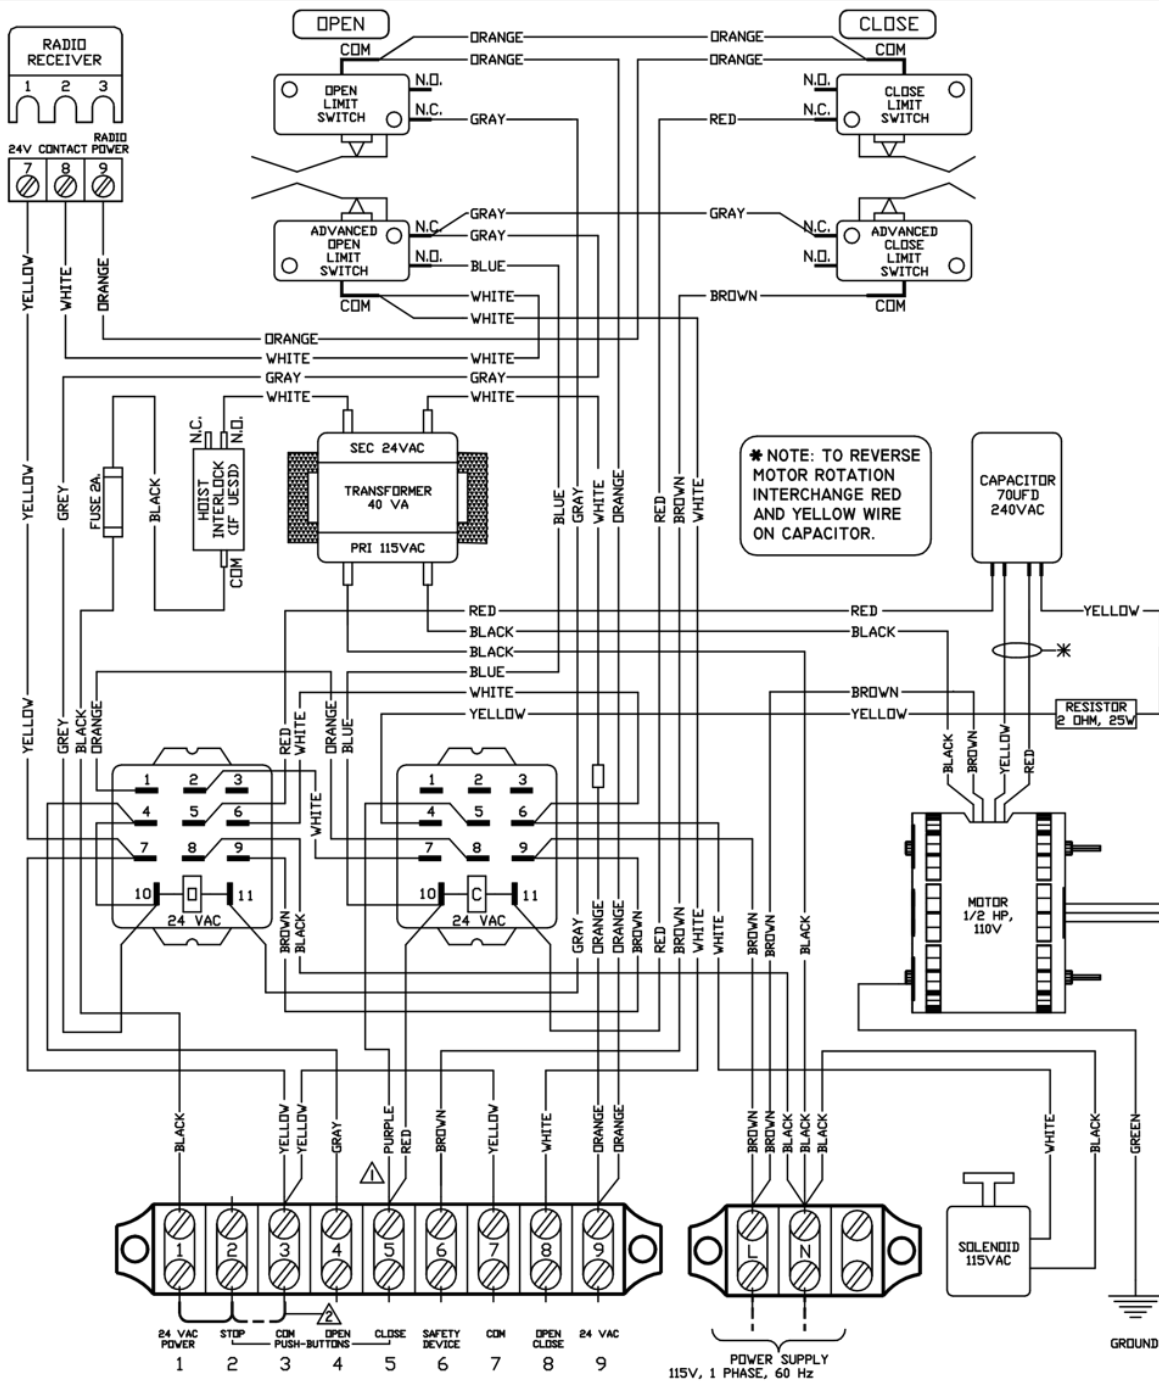 OPEN
CLOSE
RADIO
RECEIVER
1 2 3
24V CONTACT RADIO
POWER
7 8 9
COM
ORANGE
ORANGE
COM
ORANGE
ORANGE
N.O.
N.C.
OPEN
LIMIT
SWITCH
GRAY
RED
N.O.
N.C.
CLOSE
LIMIT
SWITCH
N.C.
N.O.
ADVANCED
OPEN
LIMIT
SWITCH
COM
GRAY
GRAY
BLUE
WHITE
WHITE
GRAY
BROWN
N.C.
N.O.
ADVANCED
CLOSE
LIMIT
SWITCH
COM
YELLOW
WHITE
ORANGE
ORANGE
WHITE
WHITE
GRAY
GRAY
WHITE
WHITE
YELLOW
GREY
FUSE 2A.
BLACK
N.C.
N.O.
HOIST
INTERLOCK
(IF UESD)
COM
SEC 24VAC
TRANSFORMER
40 VA
PRI 115VAC
BLUE
GRAY
WHITE
ORANGE
RED
BROWN
WHITE
* NOTE: TO REVERSE
MOTOR ROTATION
INTERCHANGE RED
AND YELLOW WIRE
ON CAPACITOR.
CAPACITOR
70UFD
240VAC
RED
RED
YELLOW
BLACK
BLACK
BLACK
*
BLUE
WHITE
BROWN
YELLOW
YELLOW
RESISTOR
2 OHM, 25W
YELLOW
GREY
BLACK
ORANGE
RED
WHITE
ORANGE
BLUE
BLACK
BROWN
YELLOW
RED
1 2 3
4 5 6
7 8 9
10 O 11
24 VAC
WHITE
1 2 3
4 5 6
7 8 9
10 C 11
24 VAC
MOTOR
1/2 HP,
110V
BROWN
BLACK
GRAY
ORANGE
ORANGE
BROWN
RED
BROWN
WHITE
WHITE
BROWN
BROWN
BLACK
BLACK
YELLOW
YELLOW
GRAY
PURPLE
RED
BROWN
YELLOW
WHITE
ORANGE
ORANGE
BROWN
BROWN
BLACK
BLACK
BLACK
WHITE
BLACK
GREEN
1
1 2 3 4 5 6 7 8 9
L N
SOLENOID
115VAC
2
24 VAC
POWER
STOP
COM
OPEN
CLOSE
PUSH-BUTTONS
SAFETY
DEVICE
COM
OPEN
CLOSE
24 VAC
1 2 3 4 5 6 7 8 9
POWER SUPPLY
115V, 1 PHASE, 60 Hz
GROUND